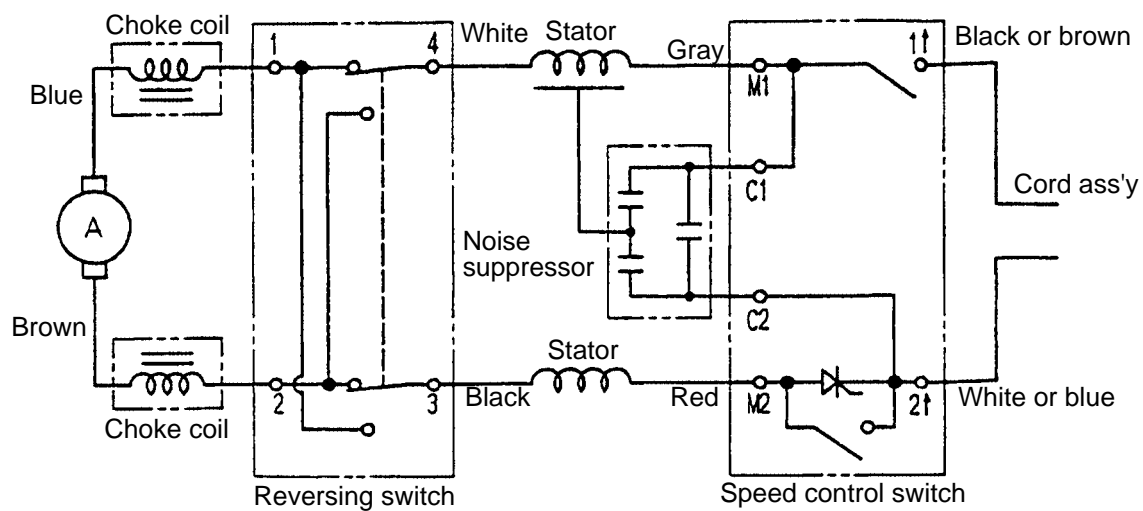 Choke coil
1
4
White
Stator
Gray
1↑
Black or brown
M1
Blue
C1
Cord ass'y
A
Noise
suppressor
Brown
C2
Stator
2
3
Black
Red
M2
2↑
White or blue
Choke coil
Reversing switch
Speed control switch